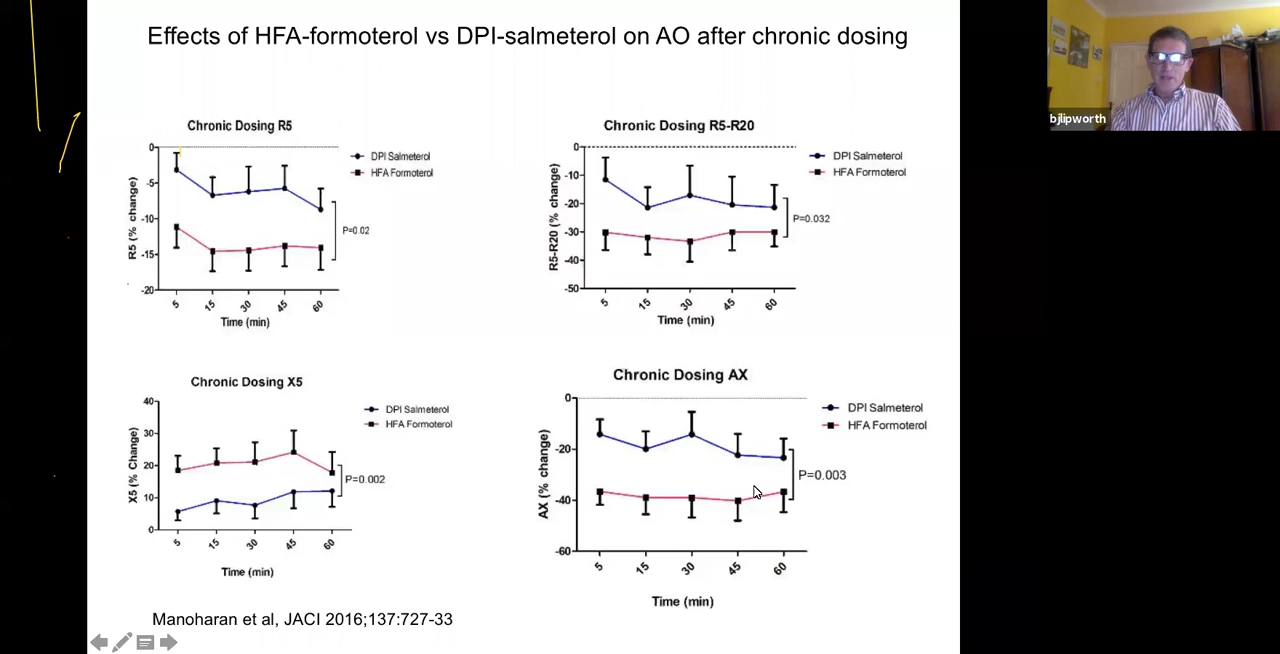 Effects of HFA-formoterol vs DPI-salmeterol on AO after chronic dosing
bjlipworth
Chronic Dosing R5
DPI Salmeterol
HFA Formoterol
R5 (% change)
0
-5
-10
-15
-20
P=0.02
5 15 30 45 60
Time (min)
Chronic Dosing R5-R20
DPI Salmeterol
HFA Formoterol
R5-R20 (% change)
0
-10
-20
-30
-40
-50
P=0.032
5 15 30 45 60
Time (min)
Chronic Dosing X5
DPI Salmeterol
HFA Formoterol
X5 (% Change)
40
30
20
10
0
P=0.002
5 15 30 45 60
Time (min)
Chronic Dosing AX
DPI Salmeterol
HFA Formoterol
AX (% change)
0
-20
-40
-60
P=0.003
5 15 30 45 60
Time (min)
Manoharan et al, JACI 2016;137:727-33